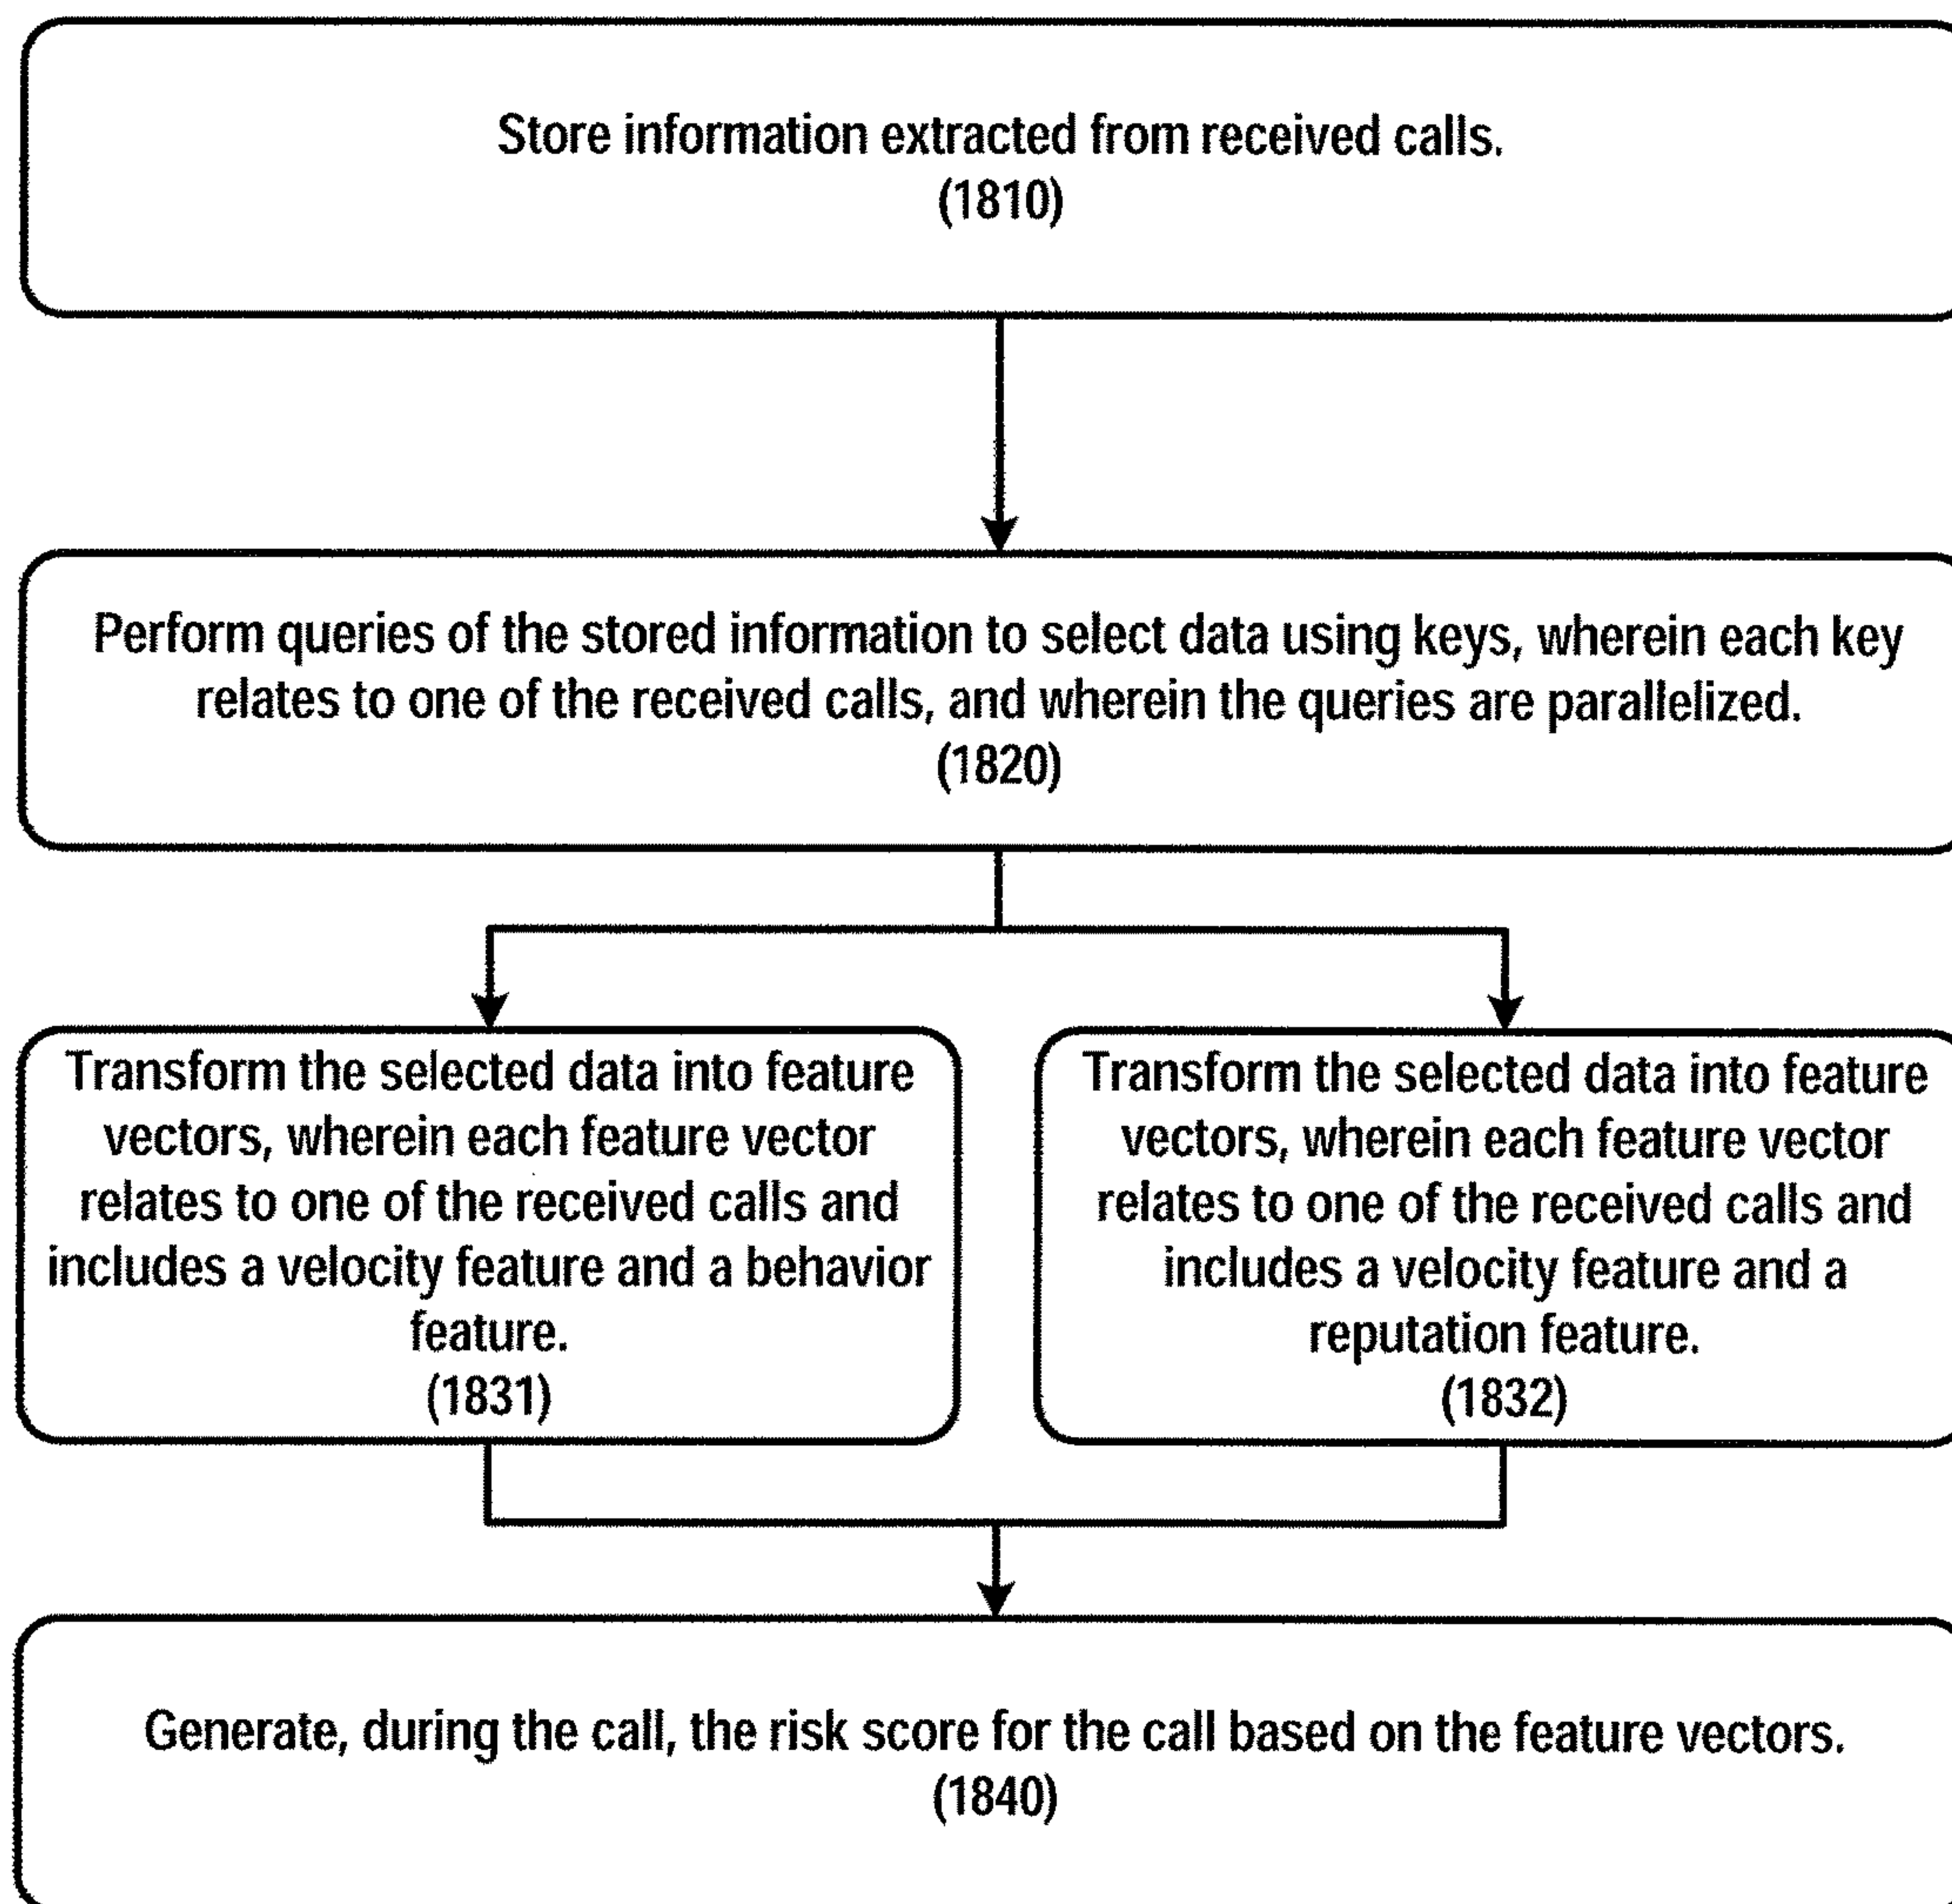 Store information extracted from received calls.
(1810)
Perform queries of the stored information to select data using keys, wherein each key
relates to one of the received calls, and wherein the queries are parallelized.
(1820)
Transform the selected data into feature
vectors, wherein each feature vector
relates to one of the received calls and
includes a velocity feature and a behavior
feature.
(1831)
Transform the selected data into feature
vectors, wherein each feature vector
relates to one of the received calls and
includes a velocity feature and a
reputation feature.
(1832)
Generate, during the call, the risk score for the call based on the feature vectors.
(1840)